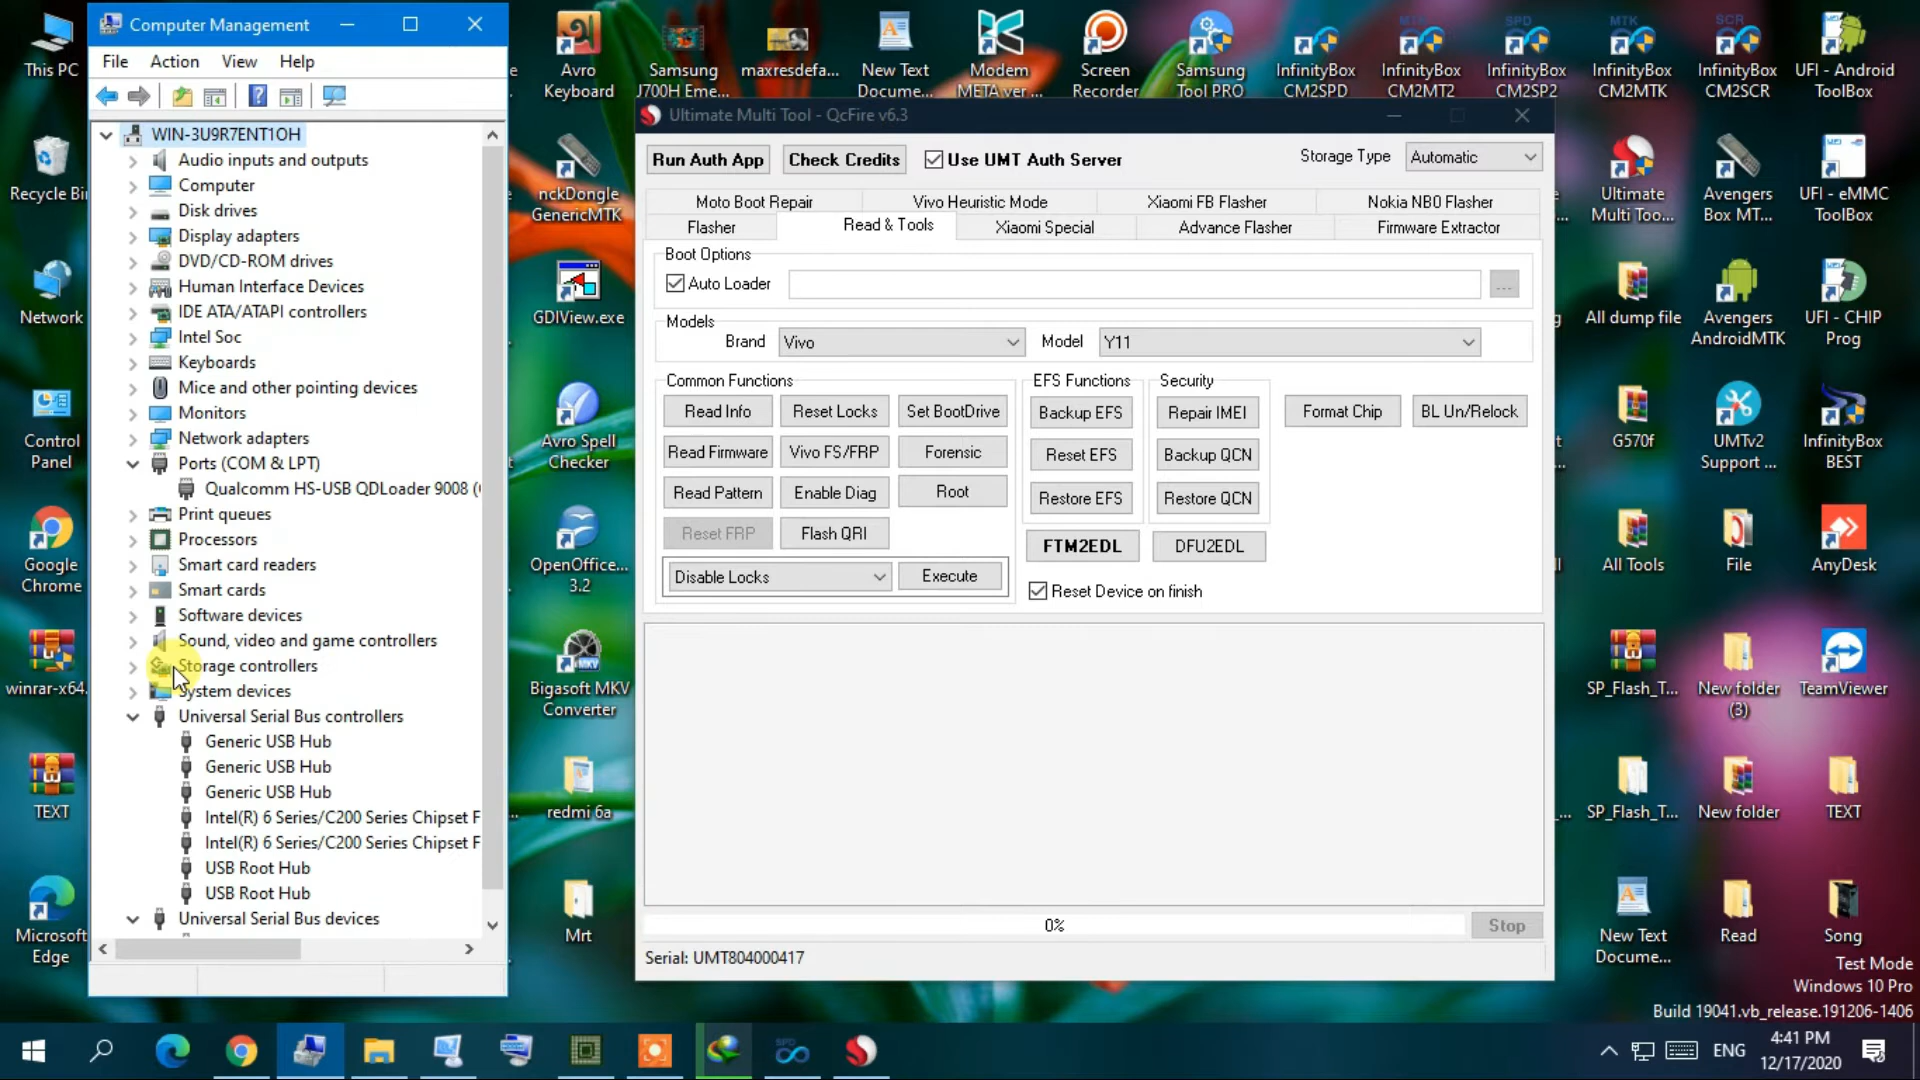 Computer Management
File Action View Help
WIN-3U9R7ENT1OH
Audio inputs and outputs
Computer
Disk drives
Display adapters
DVD/CD-ROM drives
Human Interface Devices
IDE ATA/ATAPI controllers
Intel Soc
Keyboards
Mice and other pointing devices
Monitors
Network adapters
Ports (COM & LPT)
Qualcomm HS-USB QDLoader 9008 (
Print queues
Processors
Smart card readers
Smart cards
Software devices
Sound, video and game controllers
Storage controllers
System devices
Universal Serial Bus controllers
Generic USB Hub
Generic USB Hub
Generic USB Hub
Intel(R) 6 Series/C200 Series Chipset F
Intel(R) 6 Series/C200 Series Chipset F
USB Root Hub
USB Root Hub
Universal Serial Bus devices
Ultimate Multi Tool - QcFire v6.3
Run Auth App
Check Credits
Use UMT Auth Server
Storage Type
Automatic
Moto Boot Repair
Vivo Heuristic Mode
Xiaomi FB Flasher
Nokia NB0 Flasher
Flasher
Read & Tools
Xiaomi Special
Advance Flasher
Firmware Extractor
Boot Options
Auto Loader
...
Models
Brand
Vivo
Model
Y11
Common Functions
Read Info
Reset Locks
Set BootDrive
Read Firmware
Vivo FS/FRP
Forensic
Read Pattern
Enable Diag
Root
Reset FRP
Flash QRI
Disable Locks
Execute
EFS Functions
Backup EFS
Reset EFS
Restore EFS
Security
Repair IMEI
Backup QCN
Restore QCN
Format Chip
BL Un/Relock
FTM2EDL
DFU2EDL
Reset Device on finish
0%
Stop
Serial: UMT804000417
This PC
Recycle Bin
Network
Control
Panel
Google
Chrome
winrar-x64.
TEXT
Microsoft
Edge
Avro
Keyboard
nckDongle
GenericMTK
GDIView.exe
Avro Spell
Checker
OpenOffice...
3.2
Bigasoft MKV
Converter
redmi 6a
Mrt
Samsung
J700H Eme...
maxresdefa...
New Text
Docume...
Modem
META ver ...
Screen
Recorder
Samsung
Tool PRO
InfinityBox
CM2SPD
MTK
InfinityBox
CM2MT2
SPD
InfinityBox
CM2SP2
MTK
InfinityBox
CM2MTK
SCR
InfinityBox
CM2SCR
UFI - Android
ToolBox
Ultimate
Multi Too...
Avengers
Box MT...
UFI - eMMC
ToolBox
All dump file
Avengers
AndroidMTK
UFI - CHIP
Prog
G570f
UMTv2
Support ...
InfinityBox
BEST
All Tools
File
AnyDesk
SP_Flash_T...
New folder
(3)
TeamViewer
SP_Flash_T...
New folder
TEXT
New Text
Docume...
Read
Song
Test Mode
Windows 10 Pro
Build 19041.vb_release.191206-1406
SPD
ENG
4:41 PM
12/17/2020